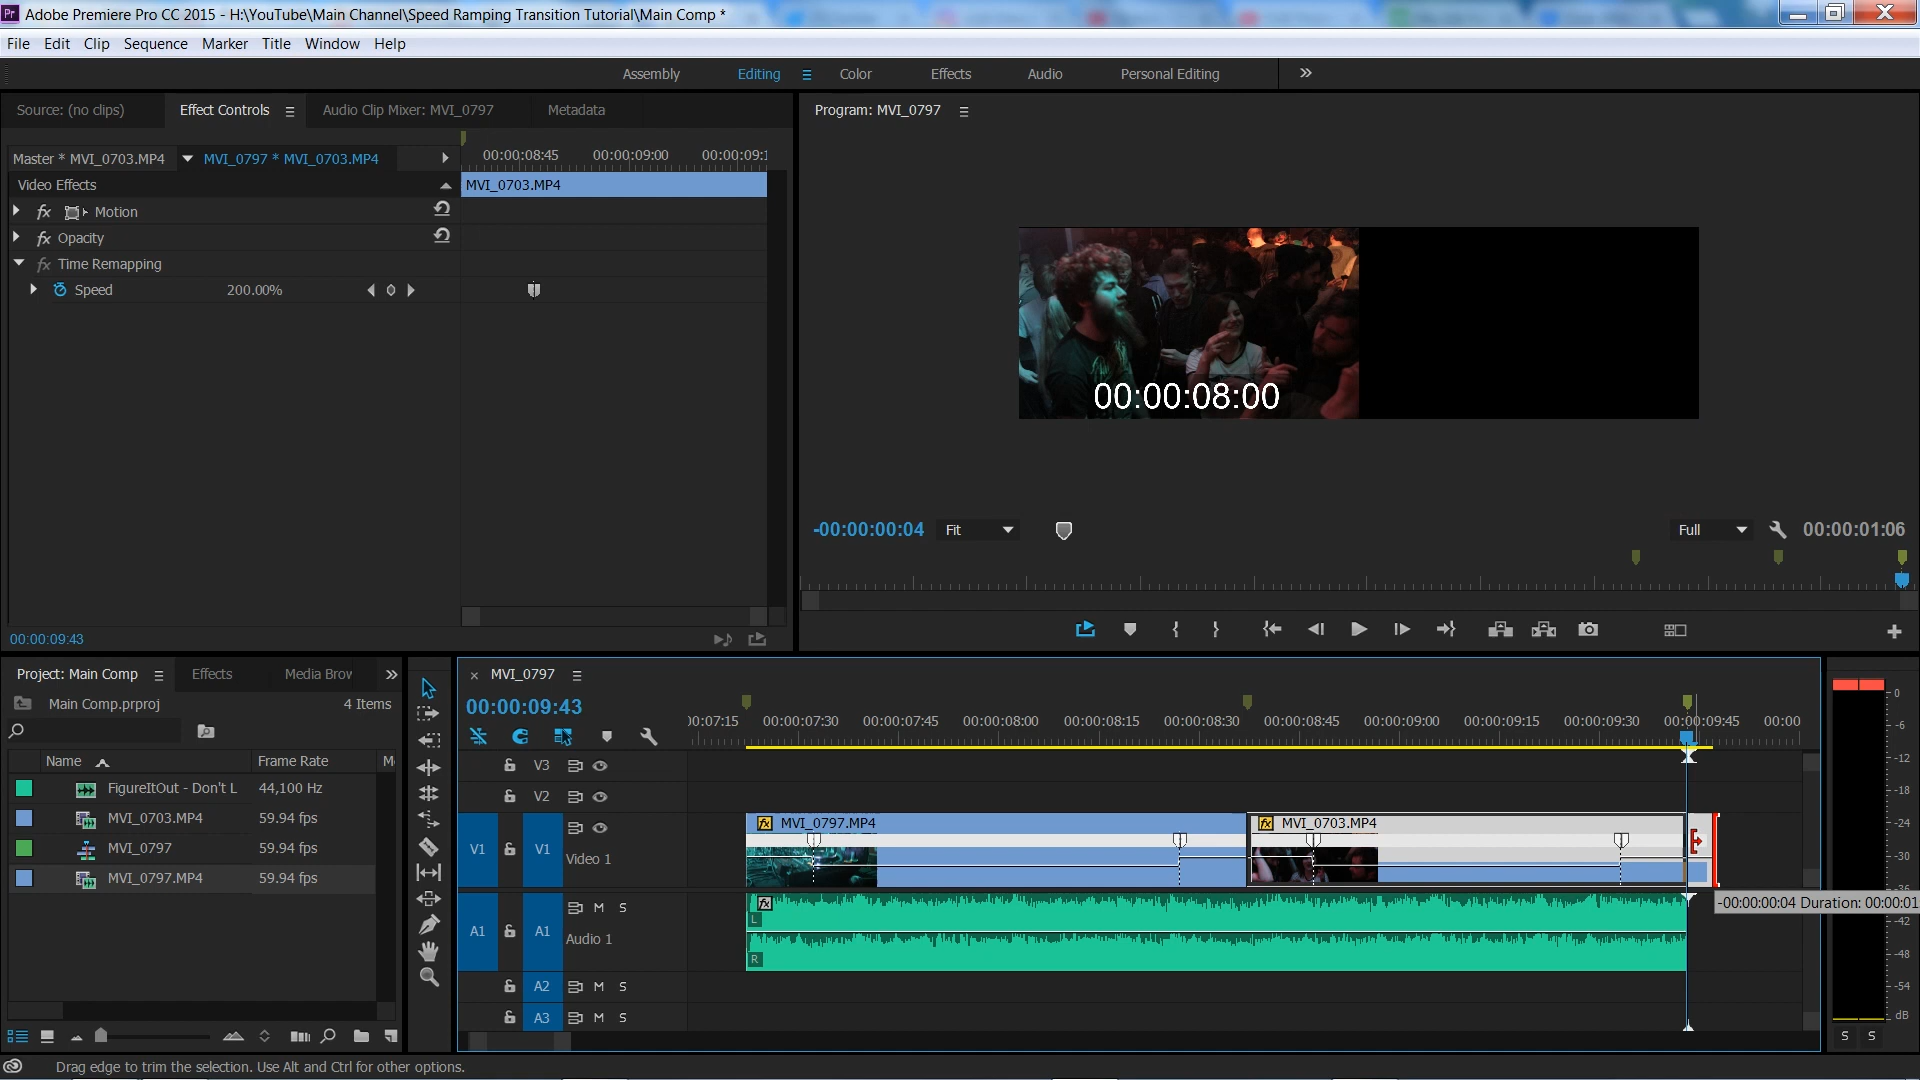 Adobe Premiere Pro CC 2015 - H:\YouTube\Main Channel\Speed Ramping Transition Tutorial\Main Comp *
File Edit Clip Sequence Marker Title Window Help
Assembly Editing Color Effects Audio Personal Editing
Source: (no clips) Effect Controls Audio Clip Mixer: MVI_0797 Metadata
Program: MVI_0797
Master * MVI_0703.MP4 MVI_0797 * MVI_0703.MP4
00:00:08:45 00:00:09:00 00:00:09:1
Video Effects
MVI_0703.MP4
fx Motion
fx Opacity
fx Time Remapping
Speed 200.00%
00:00:08:00
-00:00:00:04 Fit Full 00:00:01:06
00:00:09:43
Project: Main Comp Effects Media Brow
Main Comp.prproj 4 Items
Name Frame Rate M
FigureItOut - Don't L 44,100 Hz
MVI_0703.MP4 59.94 fps
MVI_0797 59.94 fps
MVI_0797.MP4 59.94 fps
MVI_0797
00:00:09:43
00:07:15 00:00:07:30 00:00:07:45 00:00:08:00 00:00:08:15 00:00:08:30 00:00:08:45 00:00:09:00 00:00:09:15 00:00:09:30 00:00:09:45 00:00
V3
V2
V1 V1 Video 1
fx MVI_0797.MP4 fx MVI_0703.MP4
A1 A1 M S Audio 1
fx
L
R
A2 M S
A3 M S
-00:00:00:04 Duration: 00:00:01
0
-6
-12
-18
-24
-30
-36
-42
-48
-54
dB
S S
Drag edge to trim the selection. Use Alt and Ctrl for other options.